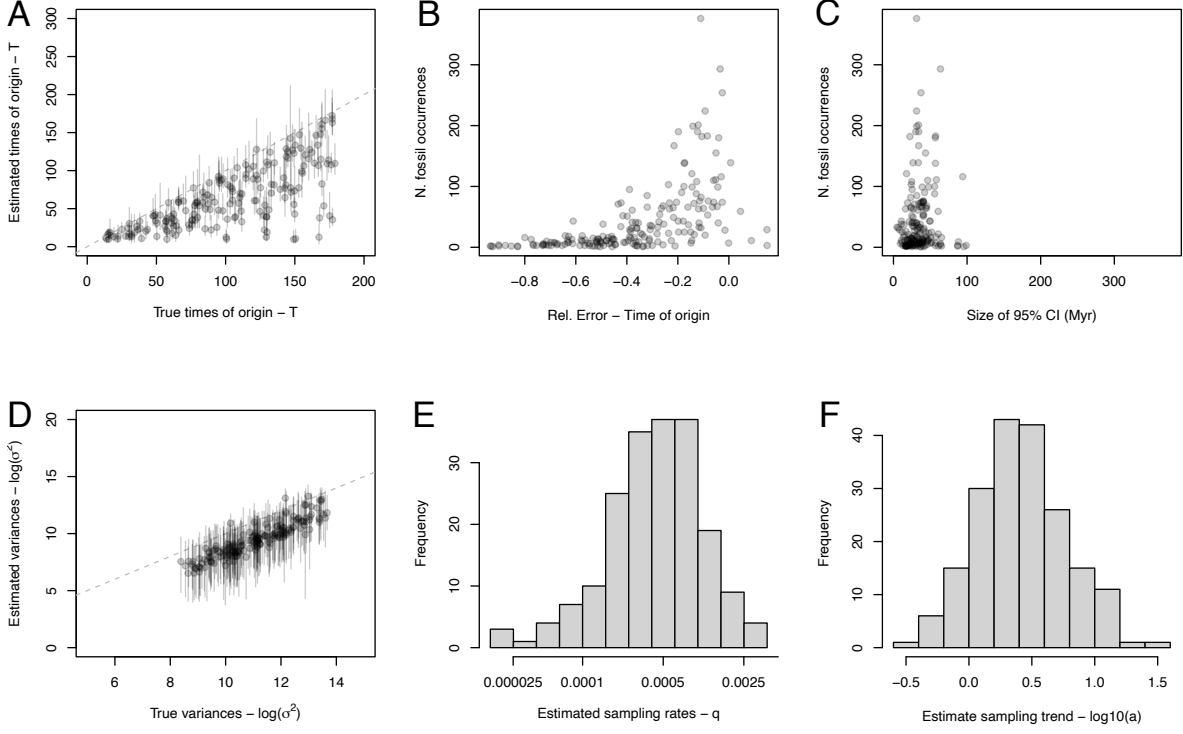 A
300
250
200
150
100
50
0
Estimated times of origin − T
0 50 100 150 200
True times of origin − T
B
300
200
100
0
N. fossil occurrences
−0.8 −0.6 −0.4 −0.2 0.0
Rel. Error − Time of origin
C
300
200
100
0
N. fossil occurrences
0 100 200 300
Size of 95% CI (Myr)
D
20
15
10
5
0
Estimated variances − log(σ²)
6 8 10 12 14
True variances − log(σ²)
E
30
20
10
0
Frequency
0.000025 0.0001 0.0005 0.0025
Estimated sampling rates − q
F
40
30
20
10
0
Frequency
−0.5 0.0 0.5 1.0 1.5
Estimate sampling trend − log10(a)